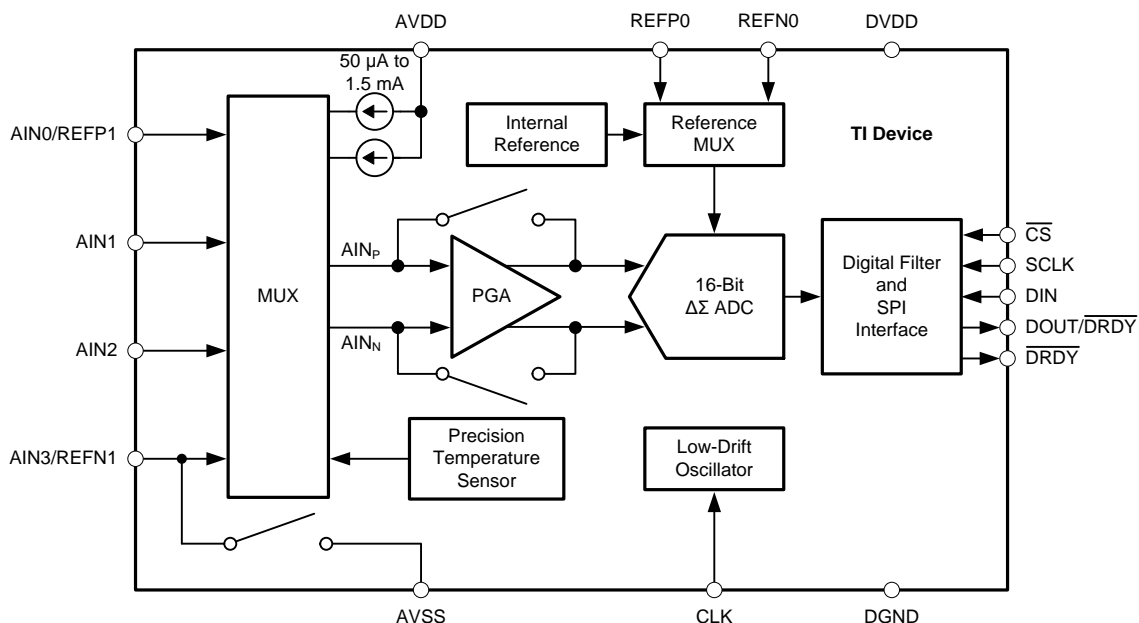 AVDD
REFP0
REFN0
DVDD
50 µA to
1.5 mA
AIN0/REFP1
Internal
Reference
Reference
MUX
TI Device
AIN1
AINP
MUX
PGA
16-Bit
ΔΣ ADC
Digital Filter
and
SPI
Interface
CS
SCLK
DIN
DOUT/DRDY
DRDY
AINN
AIN2
AIN3/REFN1
Precision
Temperature
Sensor
Low-Drift
Oscillator
AVSS
CLK
DGND